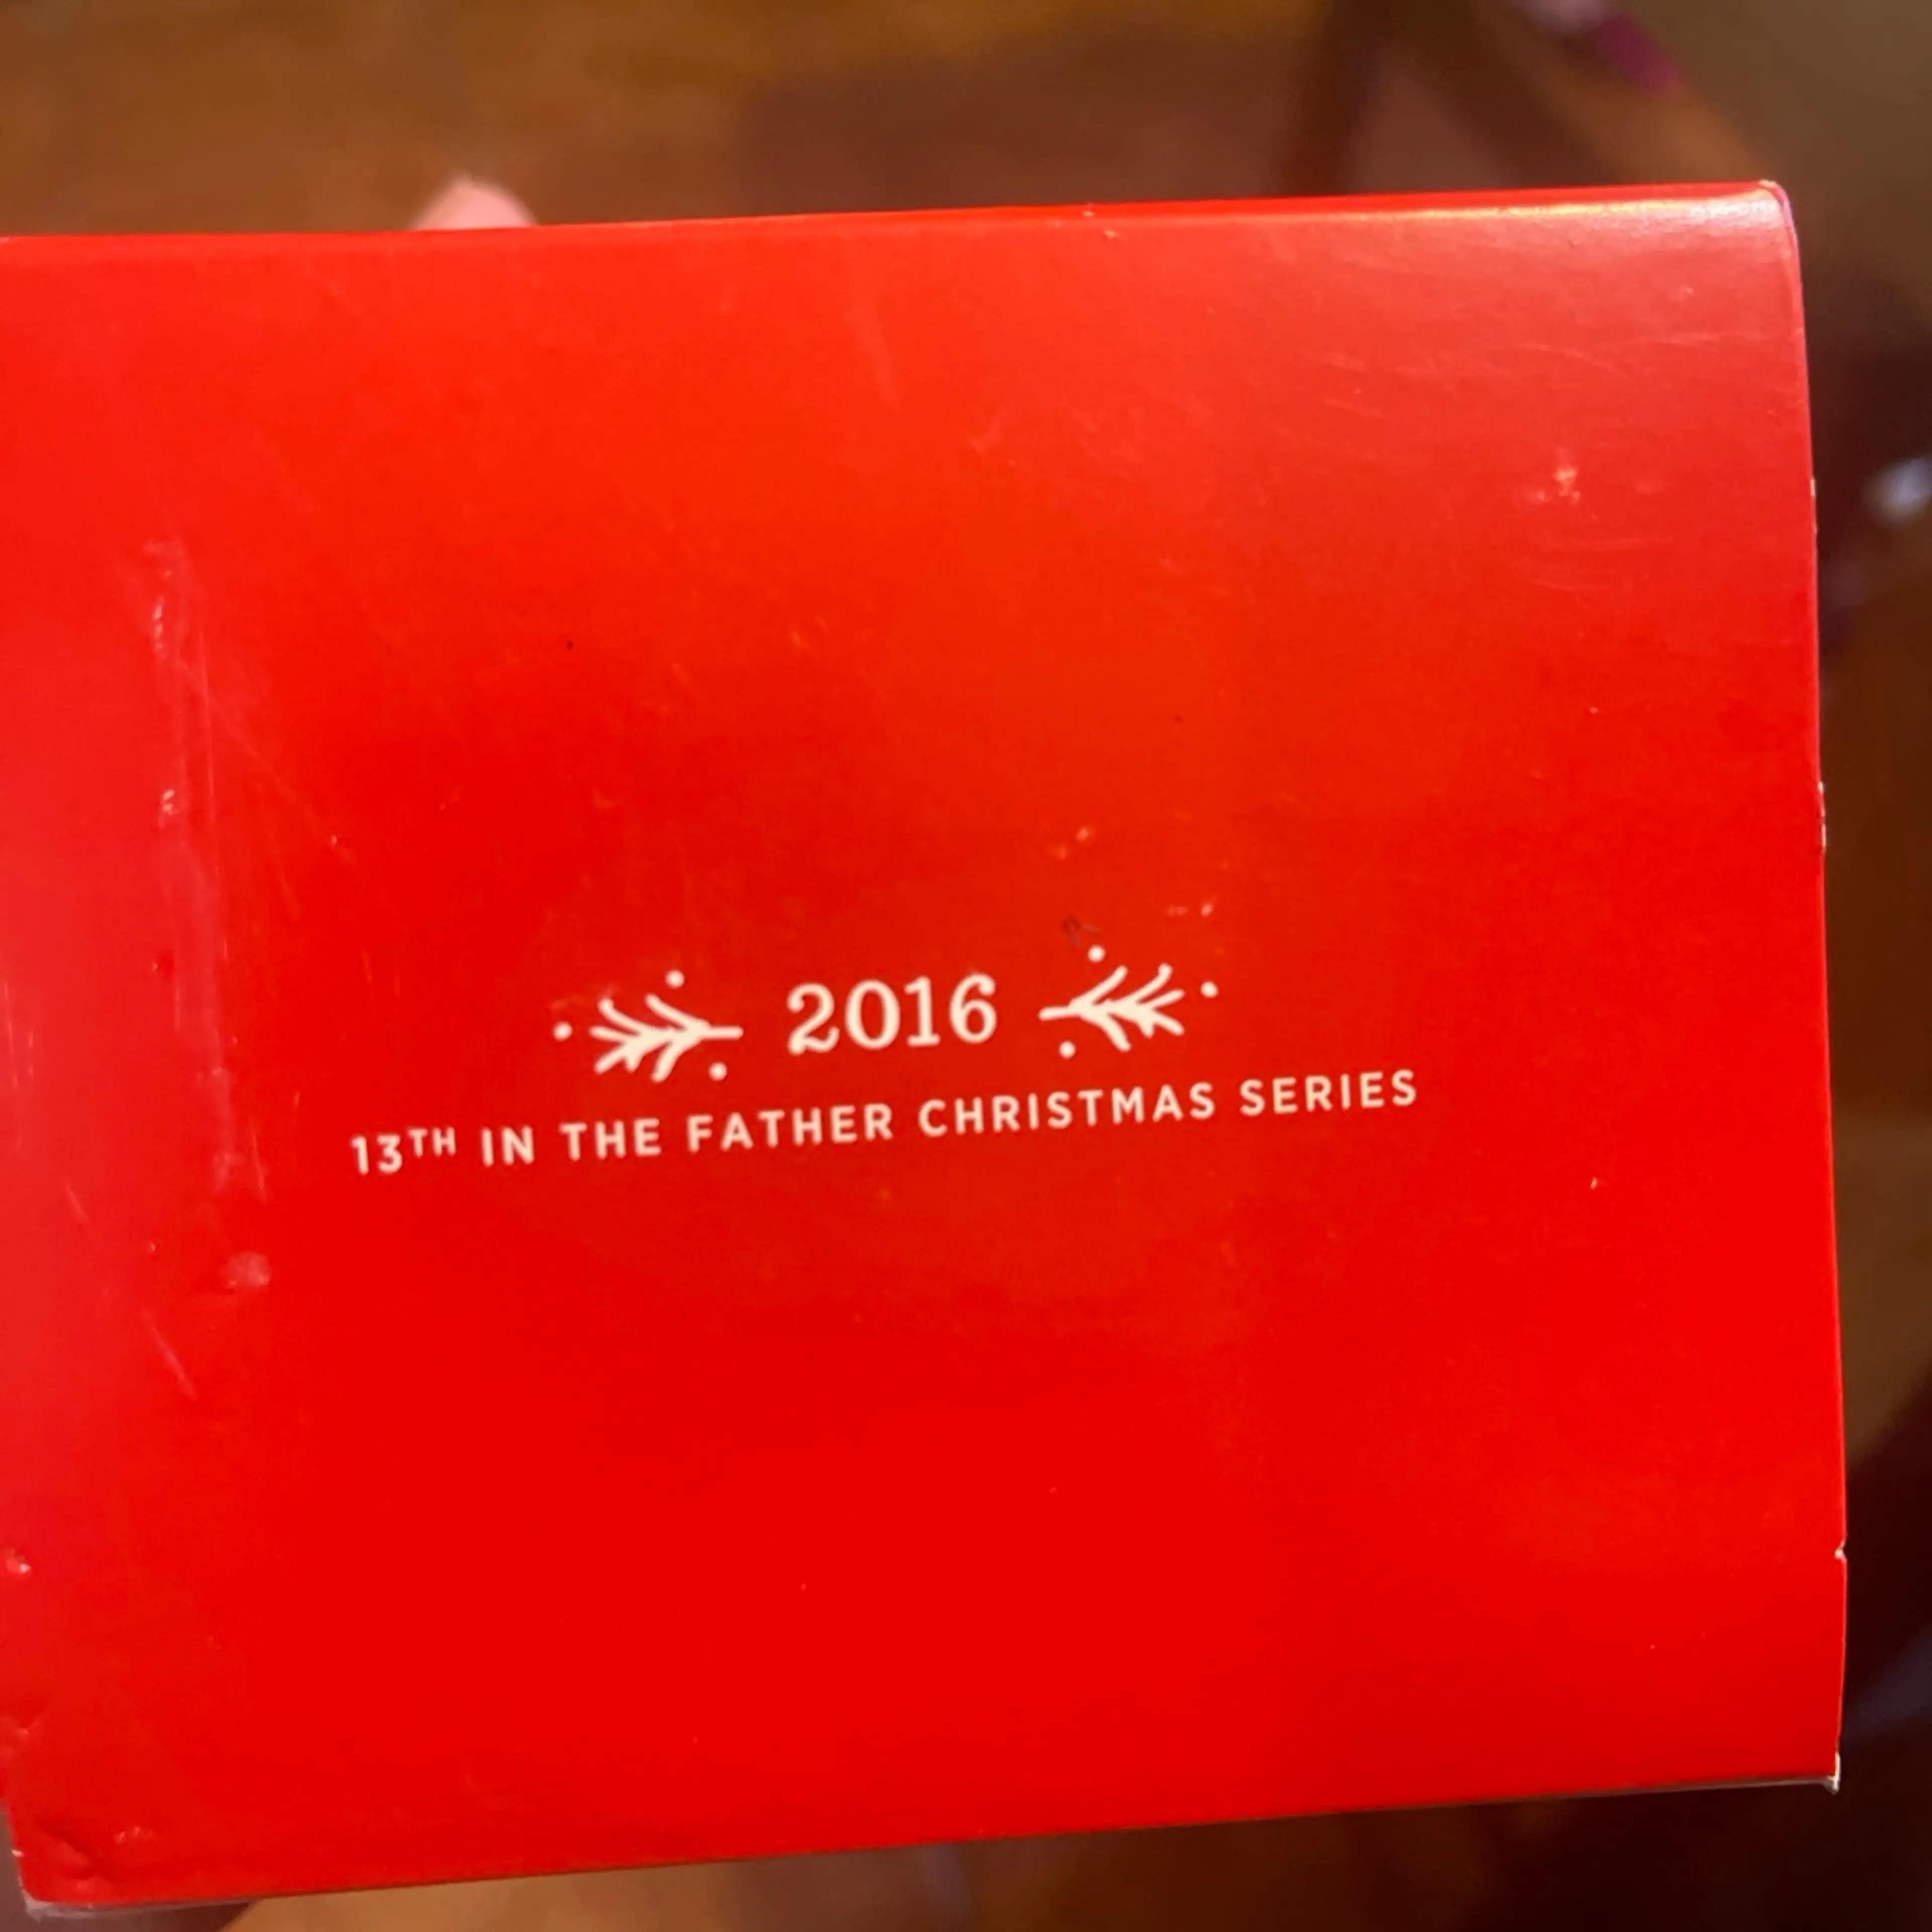 2016
13TH IN THE FATHER CHRISTMAS SERIES